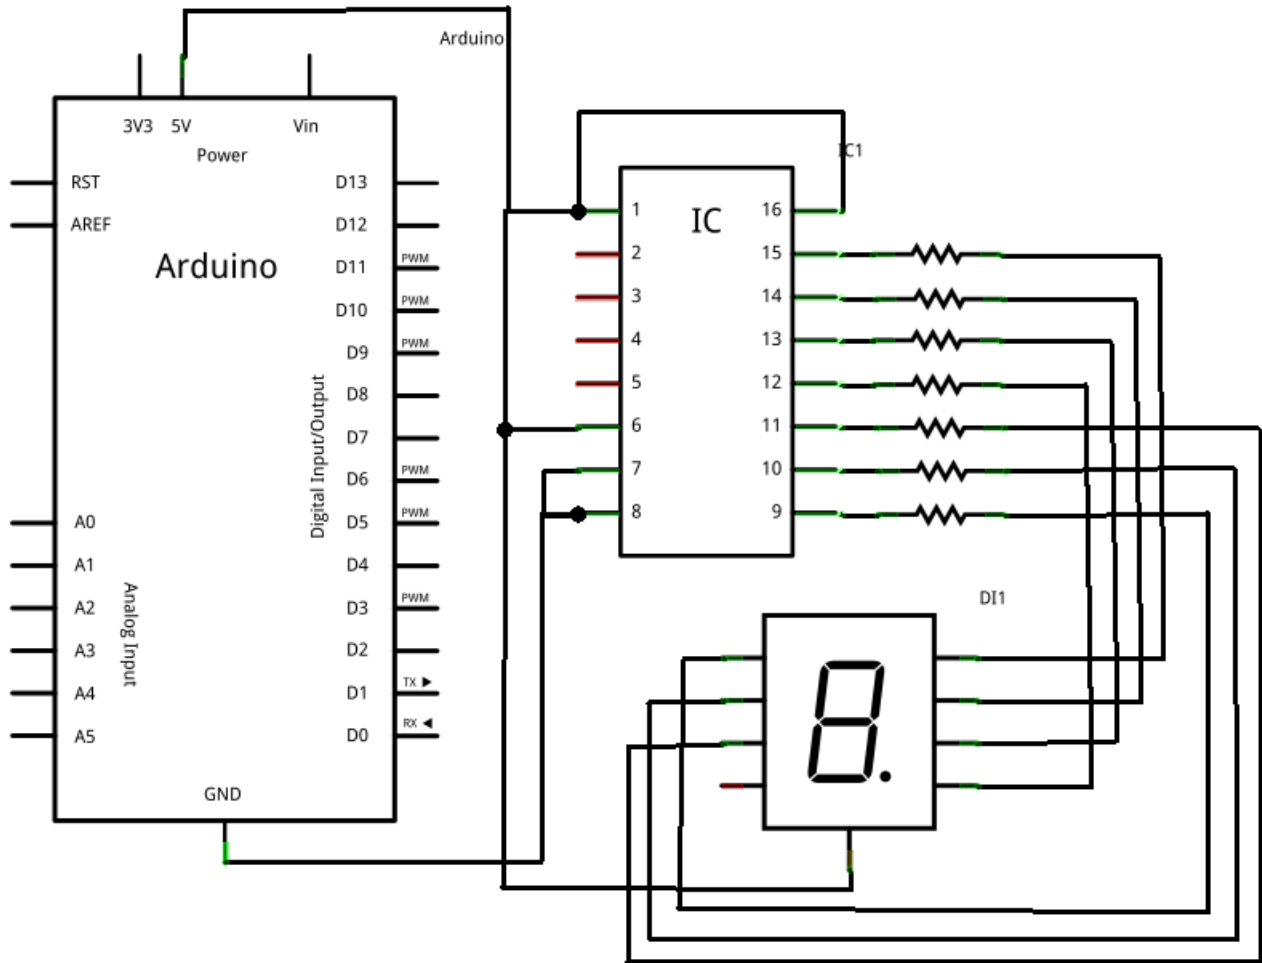 Arduino
3V3 5V Vin
Power
RST D13
AREF D12
Arduino
D11 PWM
D10 PWM
D9 PWM
D8
D7
D6 PWM
A0 D5 PWM
A1 D4
A2 D3 PWM
A3 D2
A4 D1 TX
A5 D0 RX
Digital Input/Output
Analog Input
GND
IC1
IC
1 16
2 15
3 14
4 13
5 12
6 11
7 10
8 9
DI1
8.